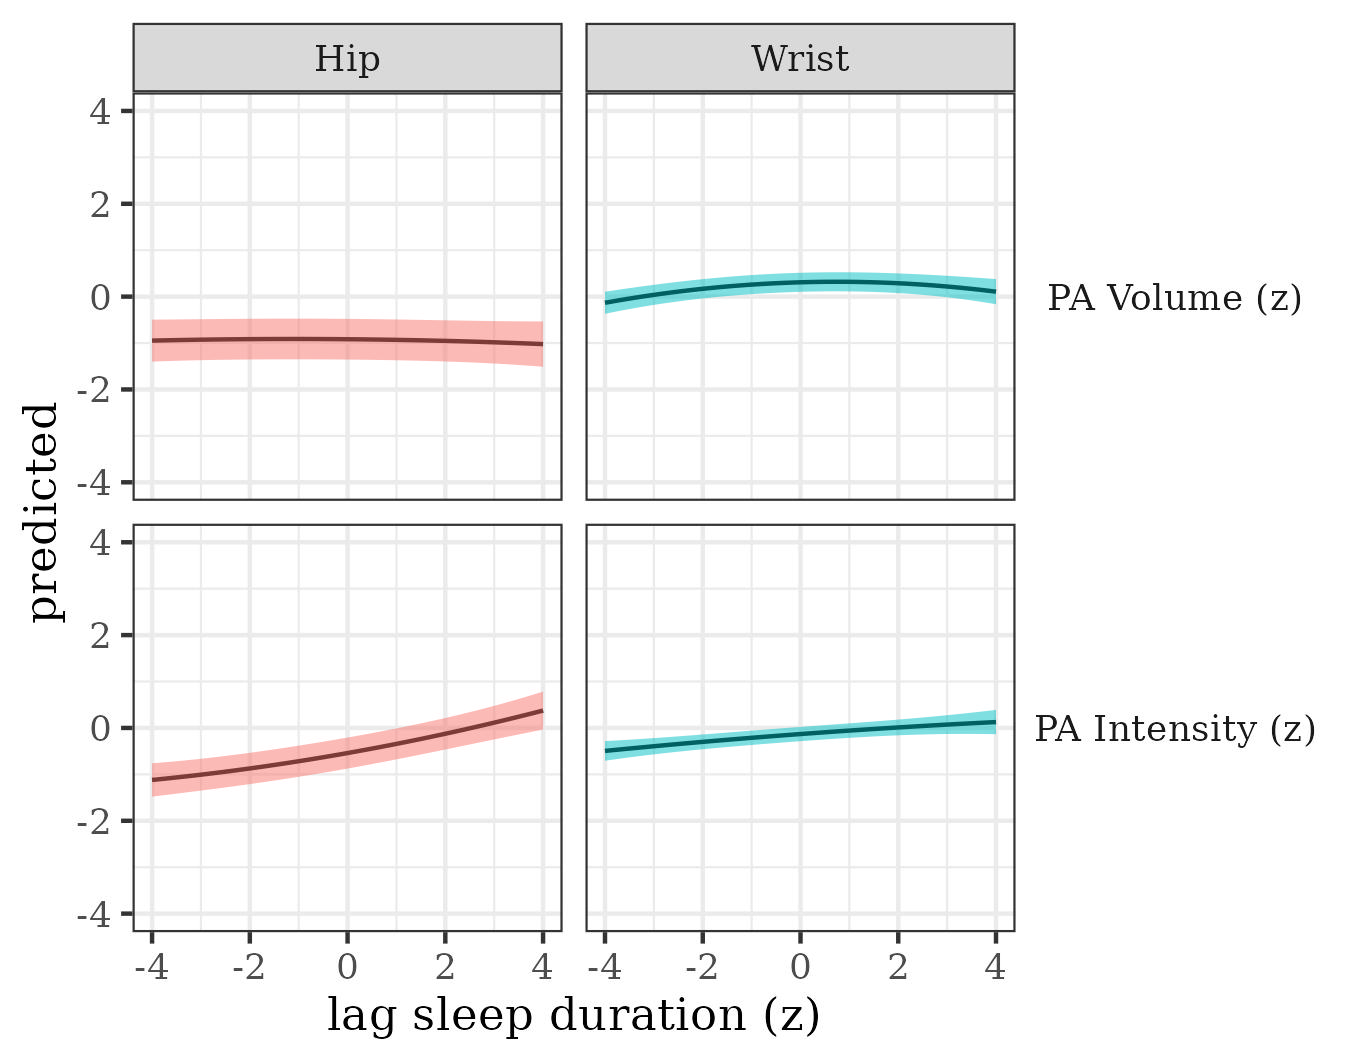 Hip
Wrist
4
2
0
-2
-4
PA Volume (z)
predicted
4
2
0
-2
-4
PA Intensity (z)
-4 -2 0 2 4
-4 -2 0 2 4
lag sleep duration (z)